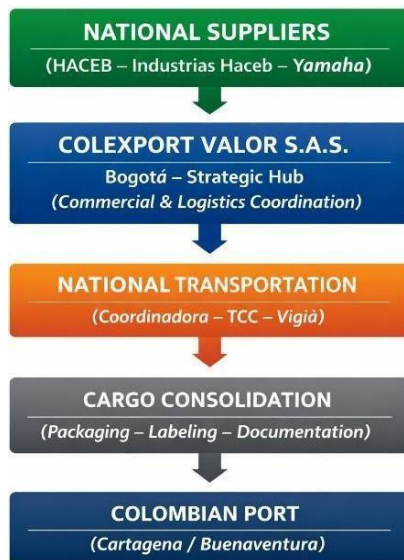 NATIONAL SUPPLIERS
(HACEB – Industrias Haceb – Yamaha)
COLEXPORT VALOR S.A.S.
Bogotá – Strategic Hub
(Commercial & Logistics Coordination)
NATIONAL TRANSPORTATION
(Coordinadora – TCC – Vigià)
CARGO CONSOLIDATION
(Packaging – Labeling – Documentation)
COLOMBIAN PORT
(Cartagena / Buenaventura)